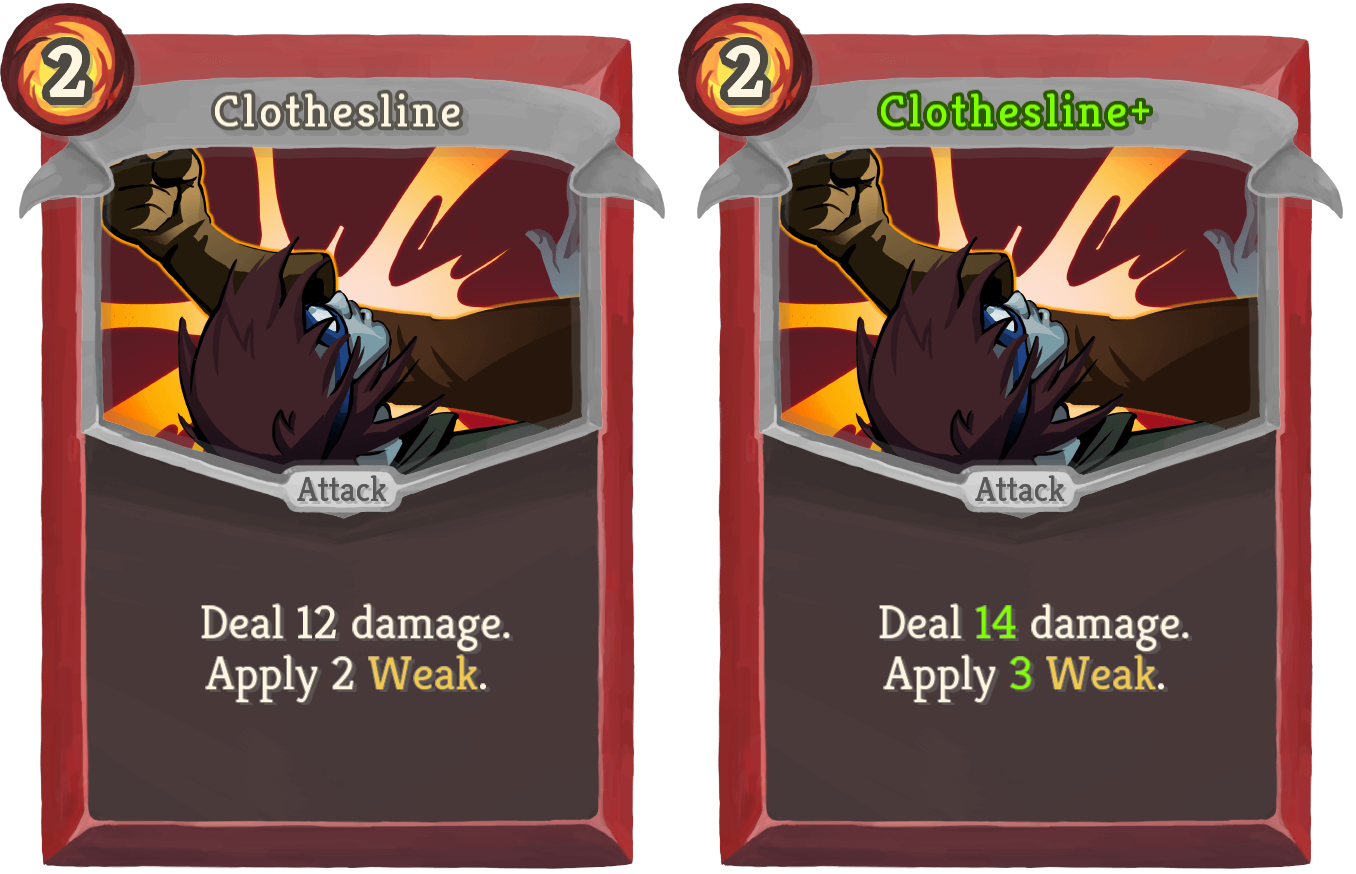 2
Clothesline
Attack
Deal 12 damage.
Apply 2 Weak.
2
Clothesline+
Attack
Deal 14 damage.
Apply 3 Weak.